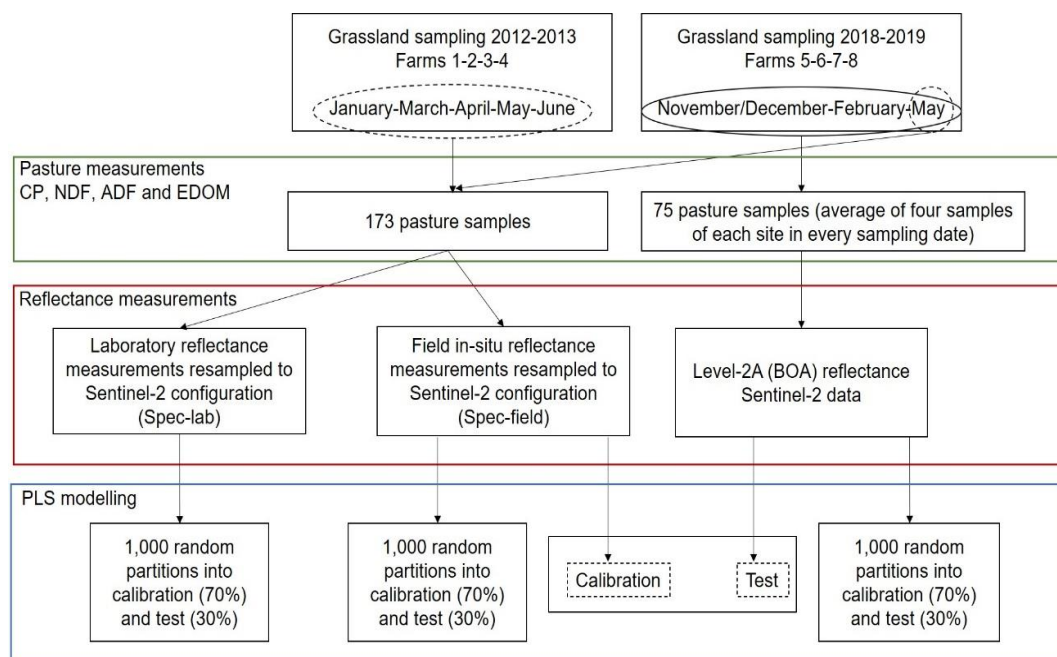 Grassland sampling 2012-2013
Farms 1-2-3-4
January-March-April-May-June
Grassland sampling 2018-2019
Farms 5-6-7-8
November/December-February-May
Pasture measurements
CP, NDF, ADF and EDOM
173 pasture samples
75 pasture samples (average of four samples
of each site in every sampling date)
Reflectance measurements
Laboratory reflectance
measurements resampled to
Sentinel-2 configuration
(Spec-lab)
Field in-situ reflectance
measurements resampled to
Sentinel-2 configuration
(Spec-field)
Level-2A (BOA) reflectance
Sentinel-2 data
PLS modelling
1,000 random
partitions into
calibration (70%)
and test (30%)
1,000 random
partitions into
calibration (70%)
and test (30%)
Calibration
Test
1,000 random
partitions into
calibration (70%)
and test (30%)